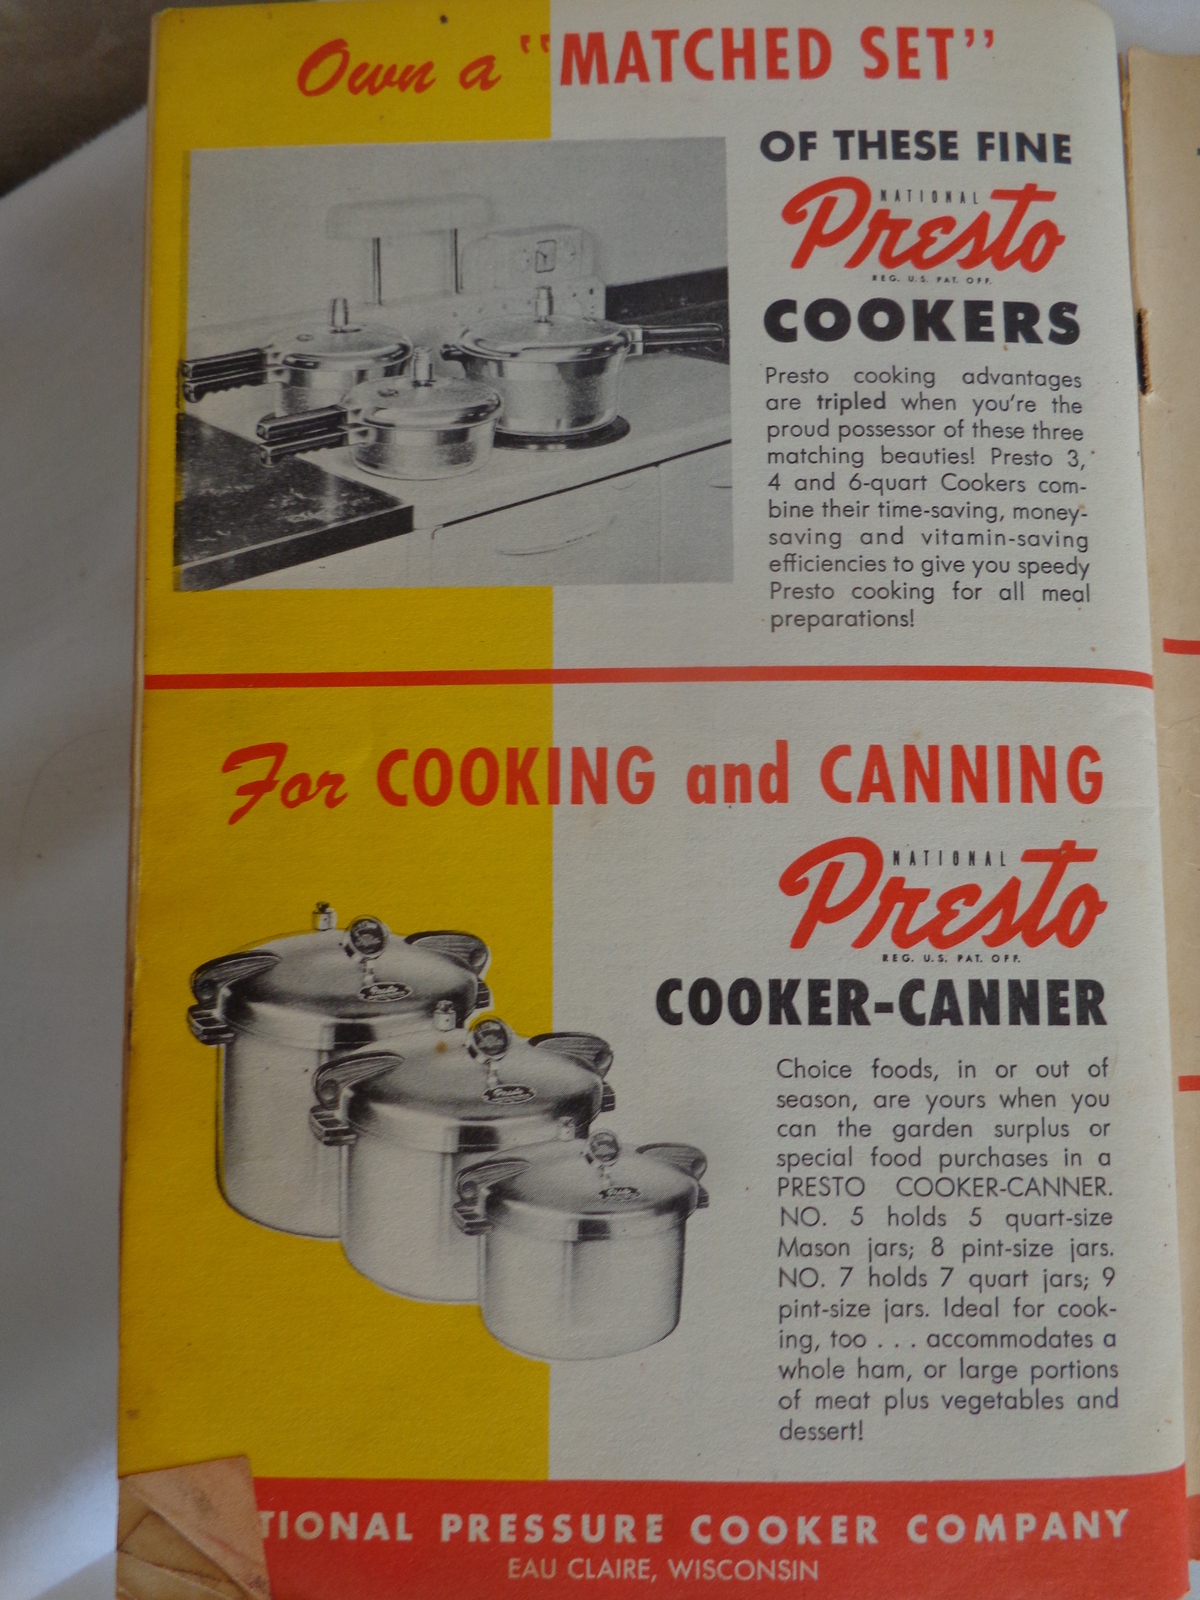 Own a "MATCHED SET"
OF THESE FINE
NATIONAL
Presto
REG. U.S. PAT. OFF.
COOKERS
Presto cooking advantages
are tripled when you're the
proud possessor of these three
matching beauties! Presto 3,
4 and 6-quart Cookers com-
bine their time-saving, money-
saving and vitamin-saving
efficiencies to give you speedy
Presto cooking for all meal
preparations!
For COOKING and CANNING
NATIONAL
Presto
REG. U.S. PAT. OFF.
COOKER-CANNER
Choice foods, in or out of
season, are yours when you
can the garden surplus or
special food purchases in a
PRESTO COOKER-CANNER.
NO. 5 holds 5 quart-size
Mason jars; 8 pint-size jars.
NO. 7 holds 7 quart jars; 9
pint-size jars. Ideal for cook-
ing, too . . . accommodates a
whole ham, or large portions
of meat plus vegetables and
dessert!
TIONAL PRESSURE COOKER COMPANY
EAU CLAIRE, WISCONSIN